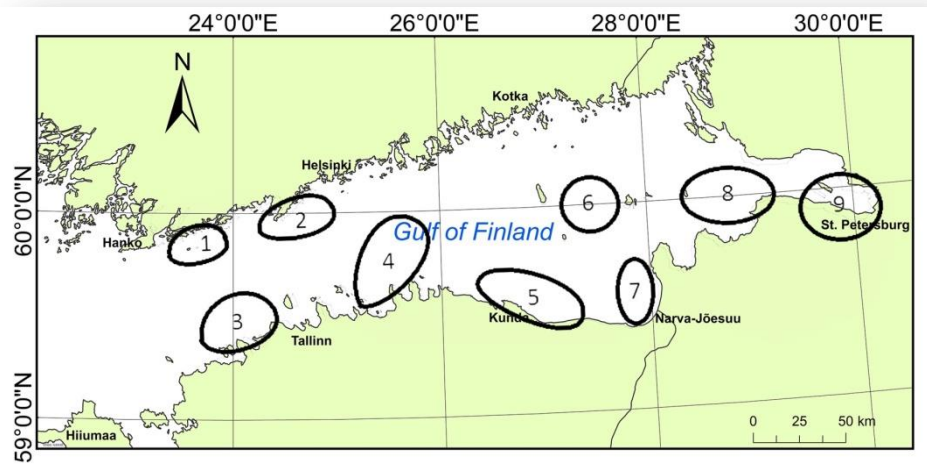 24°0'0"E 26°0'0"E 28°0'0"E 30°0'0"E
N
Kotka
Helsinki
60°0'0"N
6
8
9
2
St. Petersburg
Gulf of Finland
Hanko
1
4
7
5
3
Kunda
Narva-Jõesuu
Tallinn
59°0'0"N
Hiiumaa
0 25 50 km